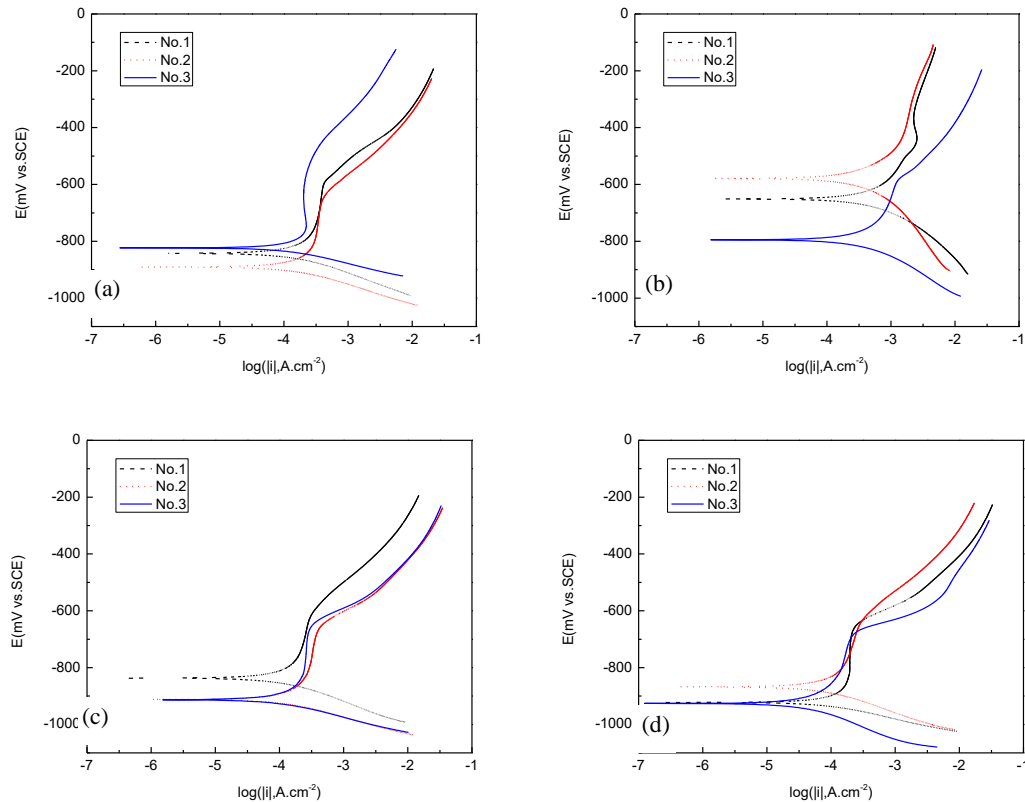 0
-200
-400
-600
-800
-1000
E(mV vs.SCE)
No.1
No.2
No.3
(a)
-7 -6 -5 -4 -3 -2 -1
log(|i|,A.cm-2)
0
-200
-400
-600
-800
-1000
E(mV vs.SCE)
No.1
No.2
No.3
(b)
-7 -6 -5 -4 -3 -2 -1
log(|i|,A.cm-2)
0
-200
-400
-600
-800
-1000
E(mV vs.SCE)
No.1
No.2
No.3
(c)
-7 -6 -5 -4 -3 -2 -1
log(|i|,A.cm-2)
0
-200
-400
-600
-800
-1000
E(mV vs.SCE)
No.1
No.2
No.3
(d)
-7 -6 -5 -4 -3 -2 -1
log(|i|,A.cm-2)